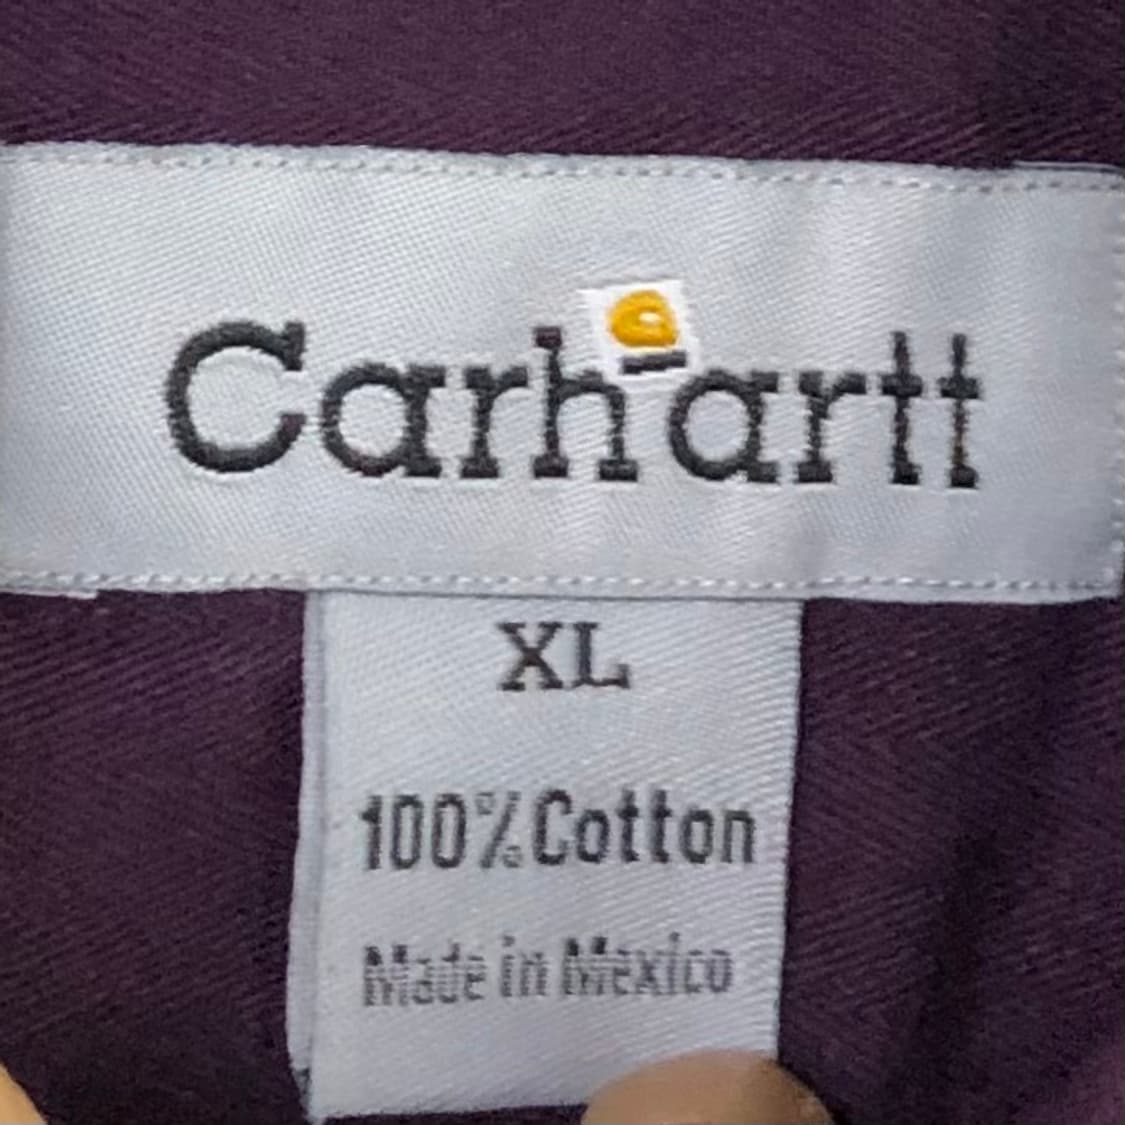 Carhartt
XL
100% Cotton
Made in Mexico